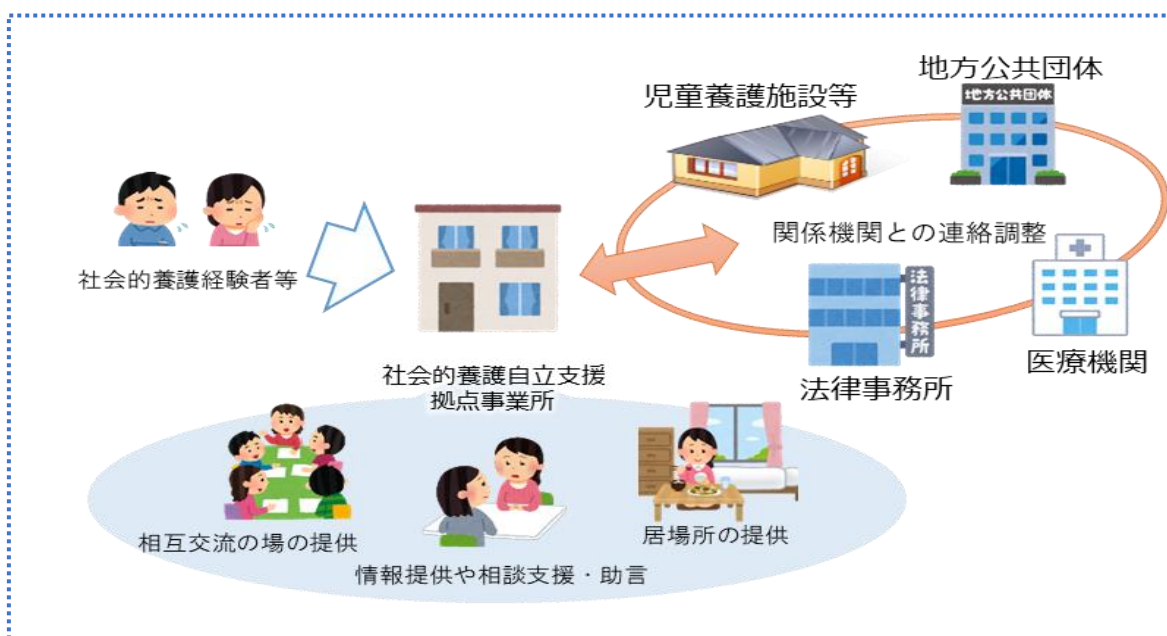 地方公共団体
地方公共団体
児童養護施設等
関係機関との連絡調整
社会的養護経験者等
法律事務所
医療機関
社会的養護自立支援
拠点事業所
法律事務所
相互交流の場の提供
居場所の提供
情報提供や相談支援・助言